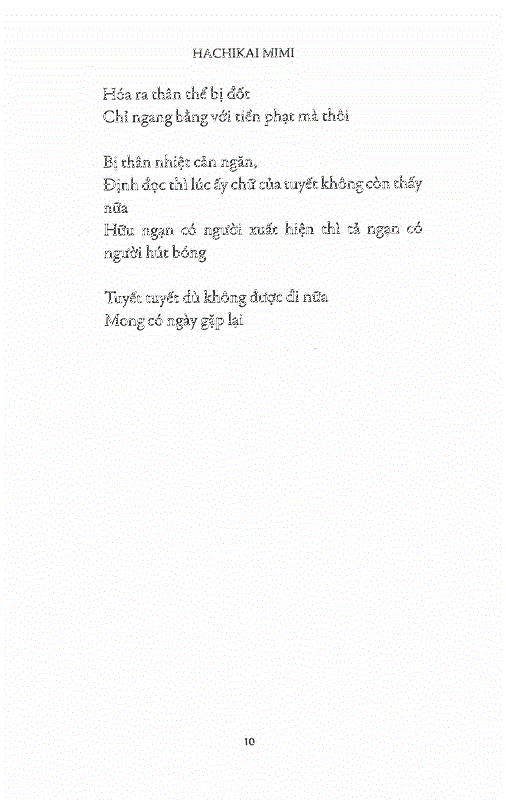 HACHIKAI MIMI
Hóa ra thân thể bị đốt
Chỉ ngang bằng với tiền phạt mà thôi
Bị thân nhiệt cản ngăn,
Định đọc thì lúc ấy chữ của tuyết không còn thấy
nữa
Hữu ngạn có người xuất hiện thì tả ngạn có
người hút bóng
Tuyết tuyết dù không được đi nữa
Mong có ngày gặp lại
10